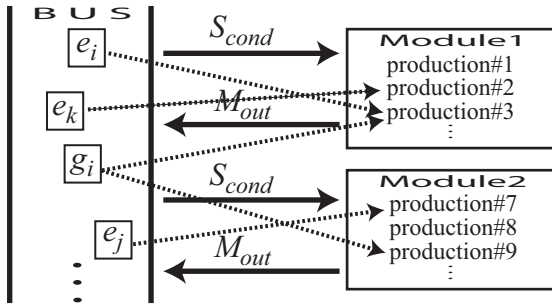 B U S
e_i
e_k
g_i
e_j
⋮
S_cond
M_out
S_cond
M_out
Module1
production#1
production#2
production#3
⋮
Module2
production#7
production#8
production#9
⋮